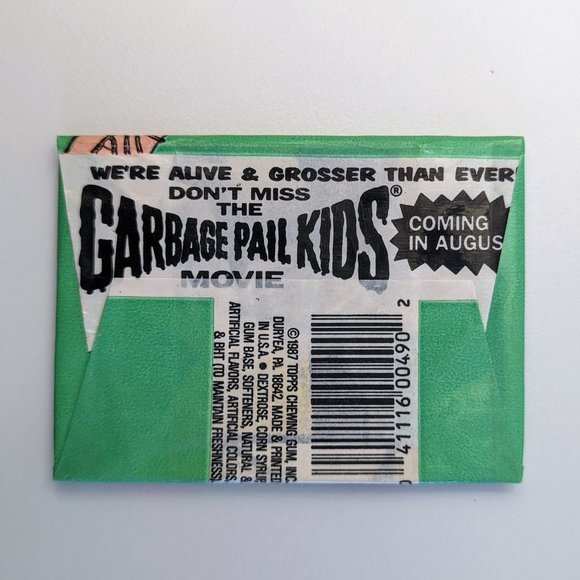 WE'RE ALIVE & GROSSER THAN EVER
DON'T MISS
THE
GARBAGE PAIL KIDS®
MOVIE
COMING
IN AUGUS
©1987 TOPPS CHEWING GUM, INC.
DURYEA, PA. 18642. MADE & PRINTED
IN U.S.A. ● DEXTROSE, CORN SYRUP
GUM BASE, SOFTENERS, NATURAL &
ARTIFICIAL FLAVORS, ARTIFICIAL COLORS,
& BHT (TO MAINTAIN FRESHNESS).
0 41116 00490 2